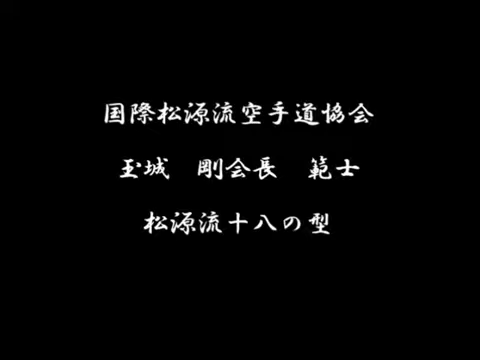 国際松源流空手道協会
玉城　剛会長　範士
松源流十八の型